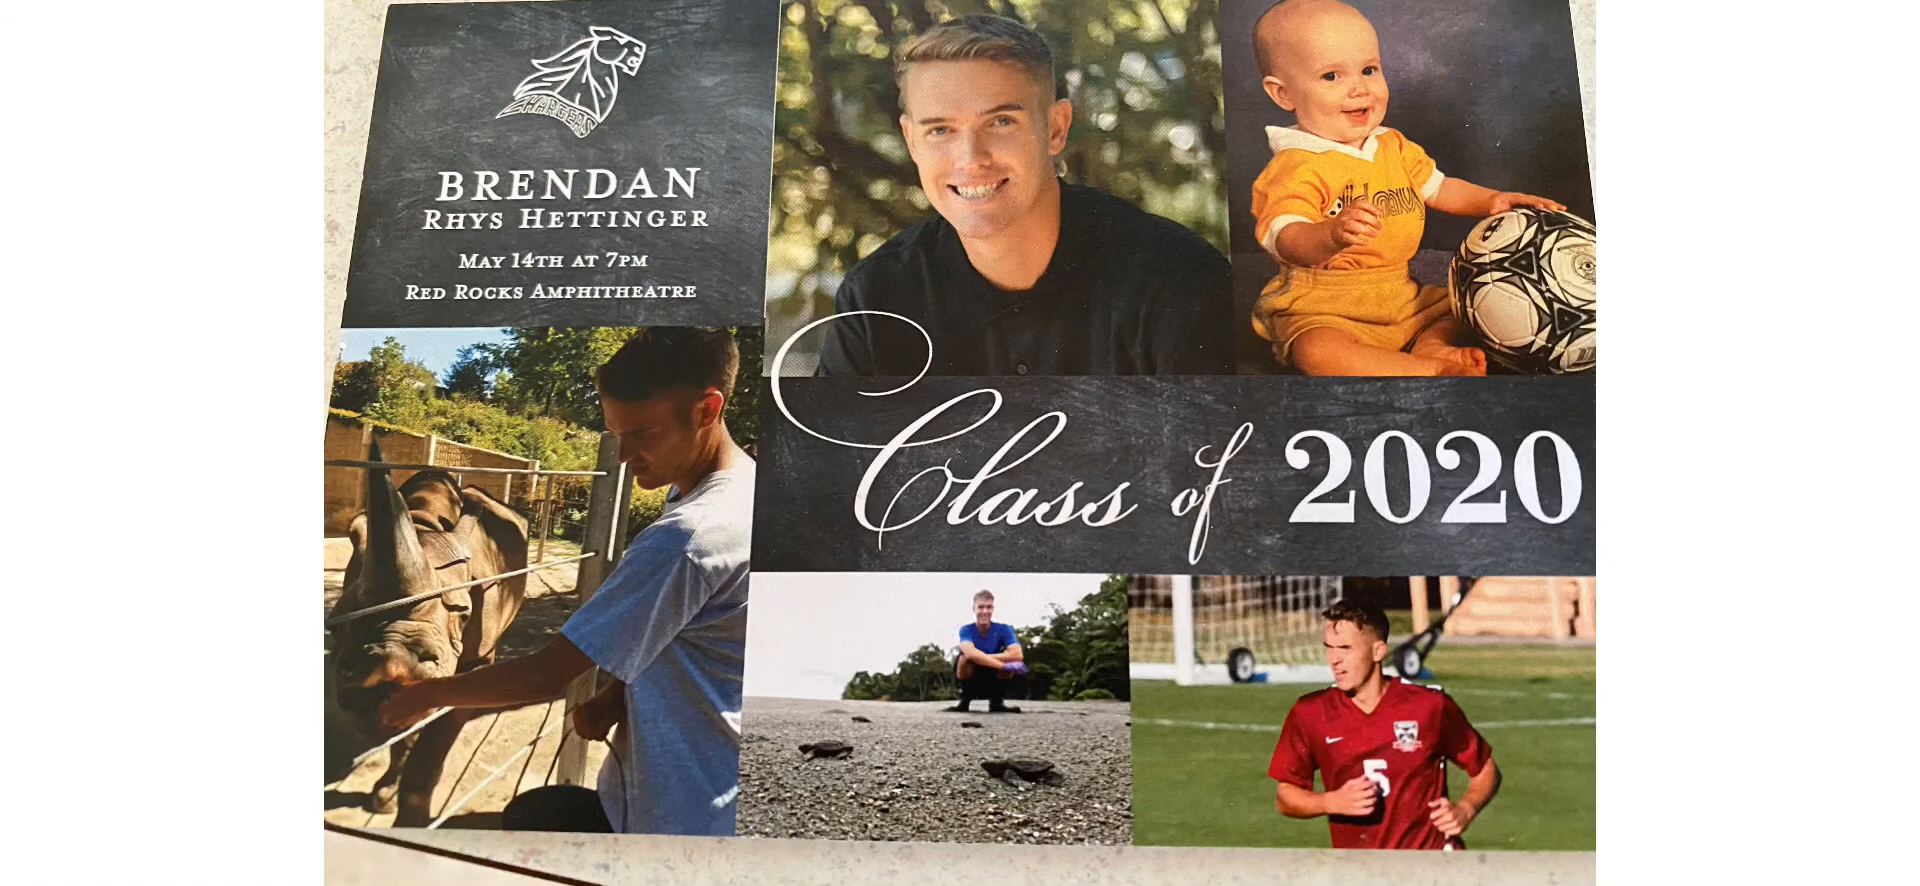 CHARGERS
BRENDAN
RHYS HETTINGER
MAY 14TH AT 7PM
RED ROCKS AMPHITHEATRE
Class of 2020
5